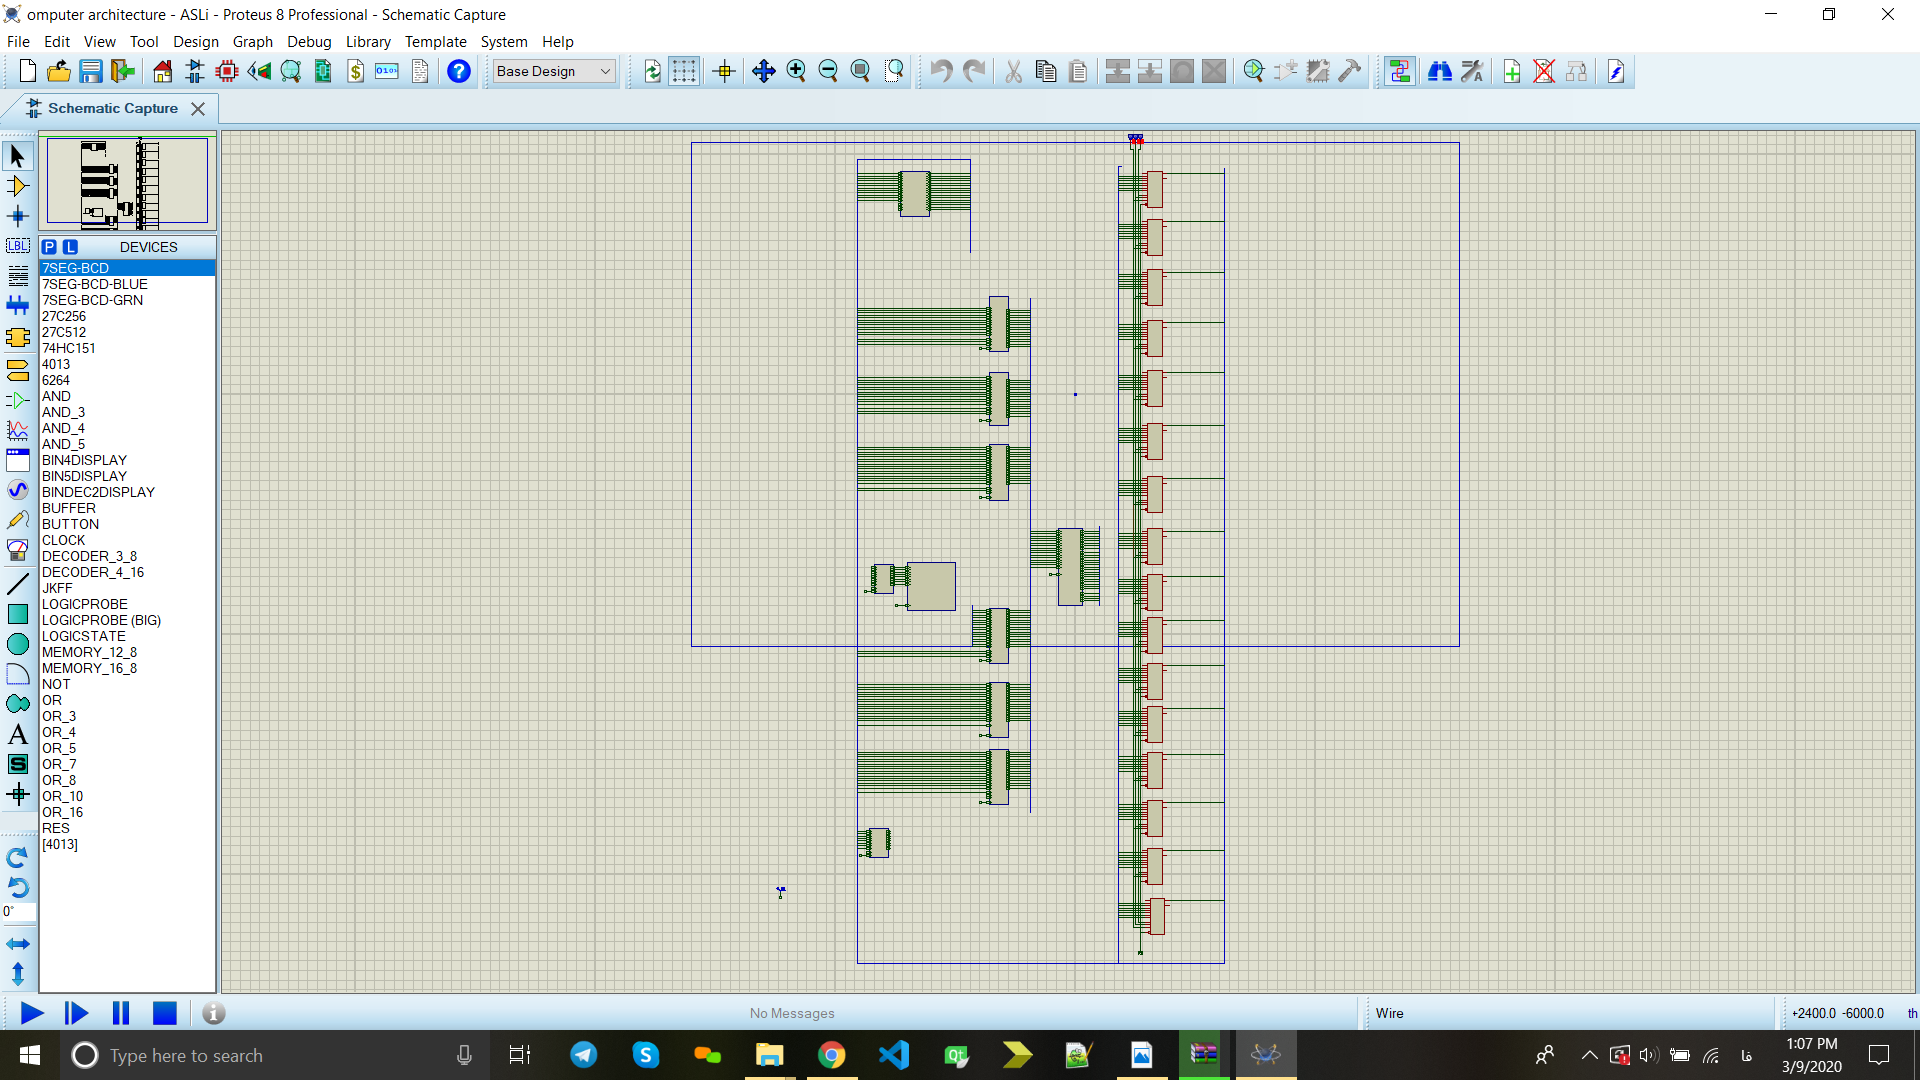 omputer architecture - ASLi - Proteus 8 Professional - Schematic Capture
File Edit View Tool Design Graph Debug Library Template System Help
Base Design
Schematic Capture
P L DEVICES
7SEG-BCD
7SEG-BCD-BLUE
7SEG-BCD-GRN
27C256
27C512
74HC151
4013
6264
AND
AND_3
AND_4
AND_5
BIN4DISPLAY
BIN5DISPLAY
BINDEC2DISPLAY
BUFFER
BUTTON
CLOCK
DECODER_3_8
DECODER_4_16
JKFF
LOGICPROBE
LOGICPROBE (BIG)
LOGICSTATE
MEMORY_12_8
MEMORY_16_8
NOT
OR
OR_3
OR_4
OR_5
OR_7
OR_8
OR_10
OR_16
RES
[4013]
LBL
A
S
0°
No Messages
Wire
+2400.0 -6000.0 th
Type here to search
Qt
فا
1:07 PM
3/9/2020